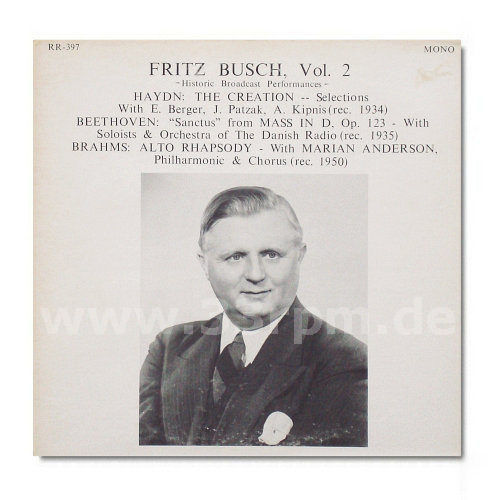 RR-397
MONO
FRITZ BUSCH, Vol. 2
-Historic Broadcast Performances-
HAYDN: THE CREATION -- Selections
With E. Berger, J. Patzak, A. Kipnis (rec. 1934)
BEETHOVEN: "Sanctus" from MASS IN D, Op. 123 - With
Soloists & Orchestra of The Danish Radio (rec. 1935)
BRAHMS: ALTO RHAPSODY - With MARIAN ANDERSON,
Philharmonic & Chorus (rec. 1950)
www.33rpm.de